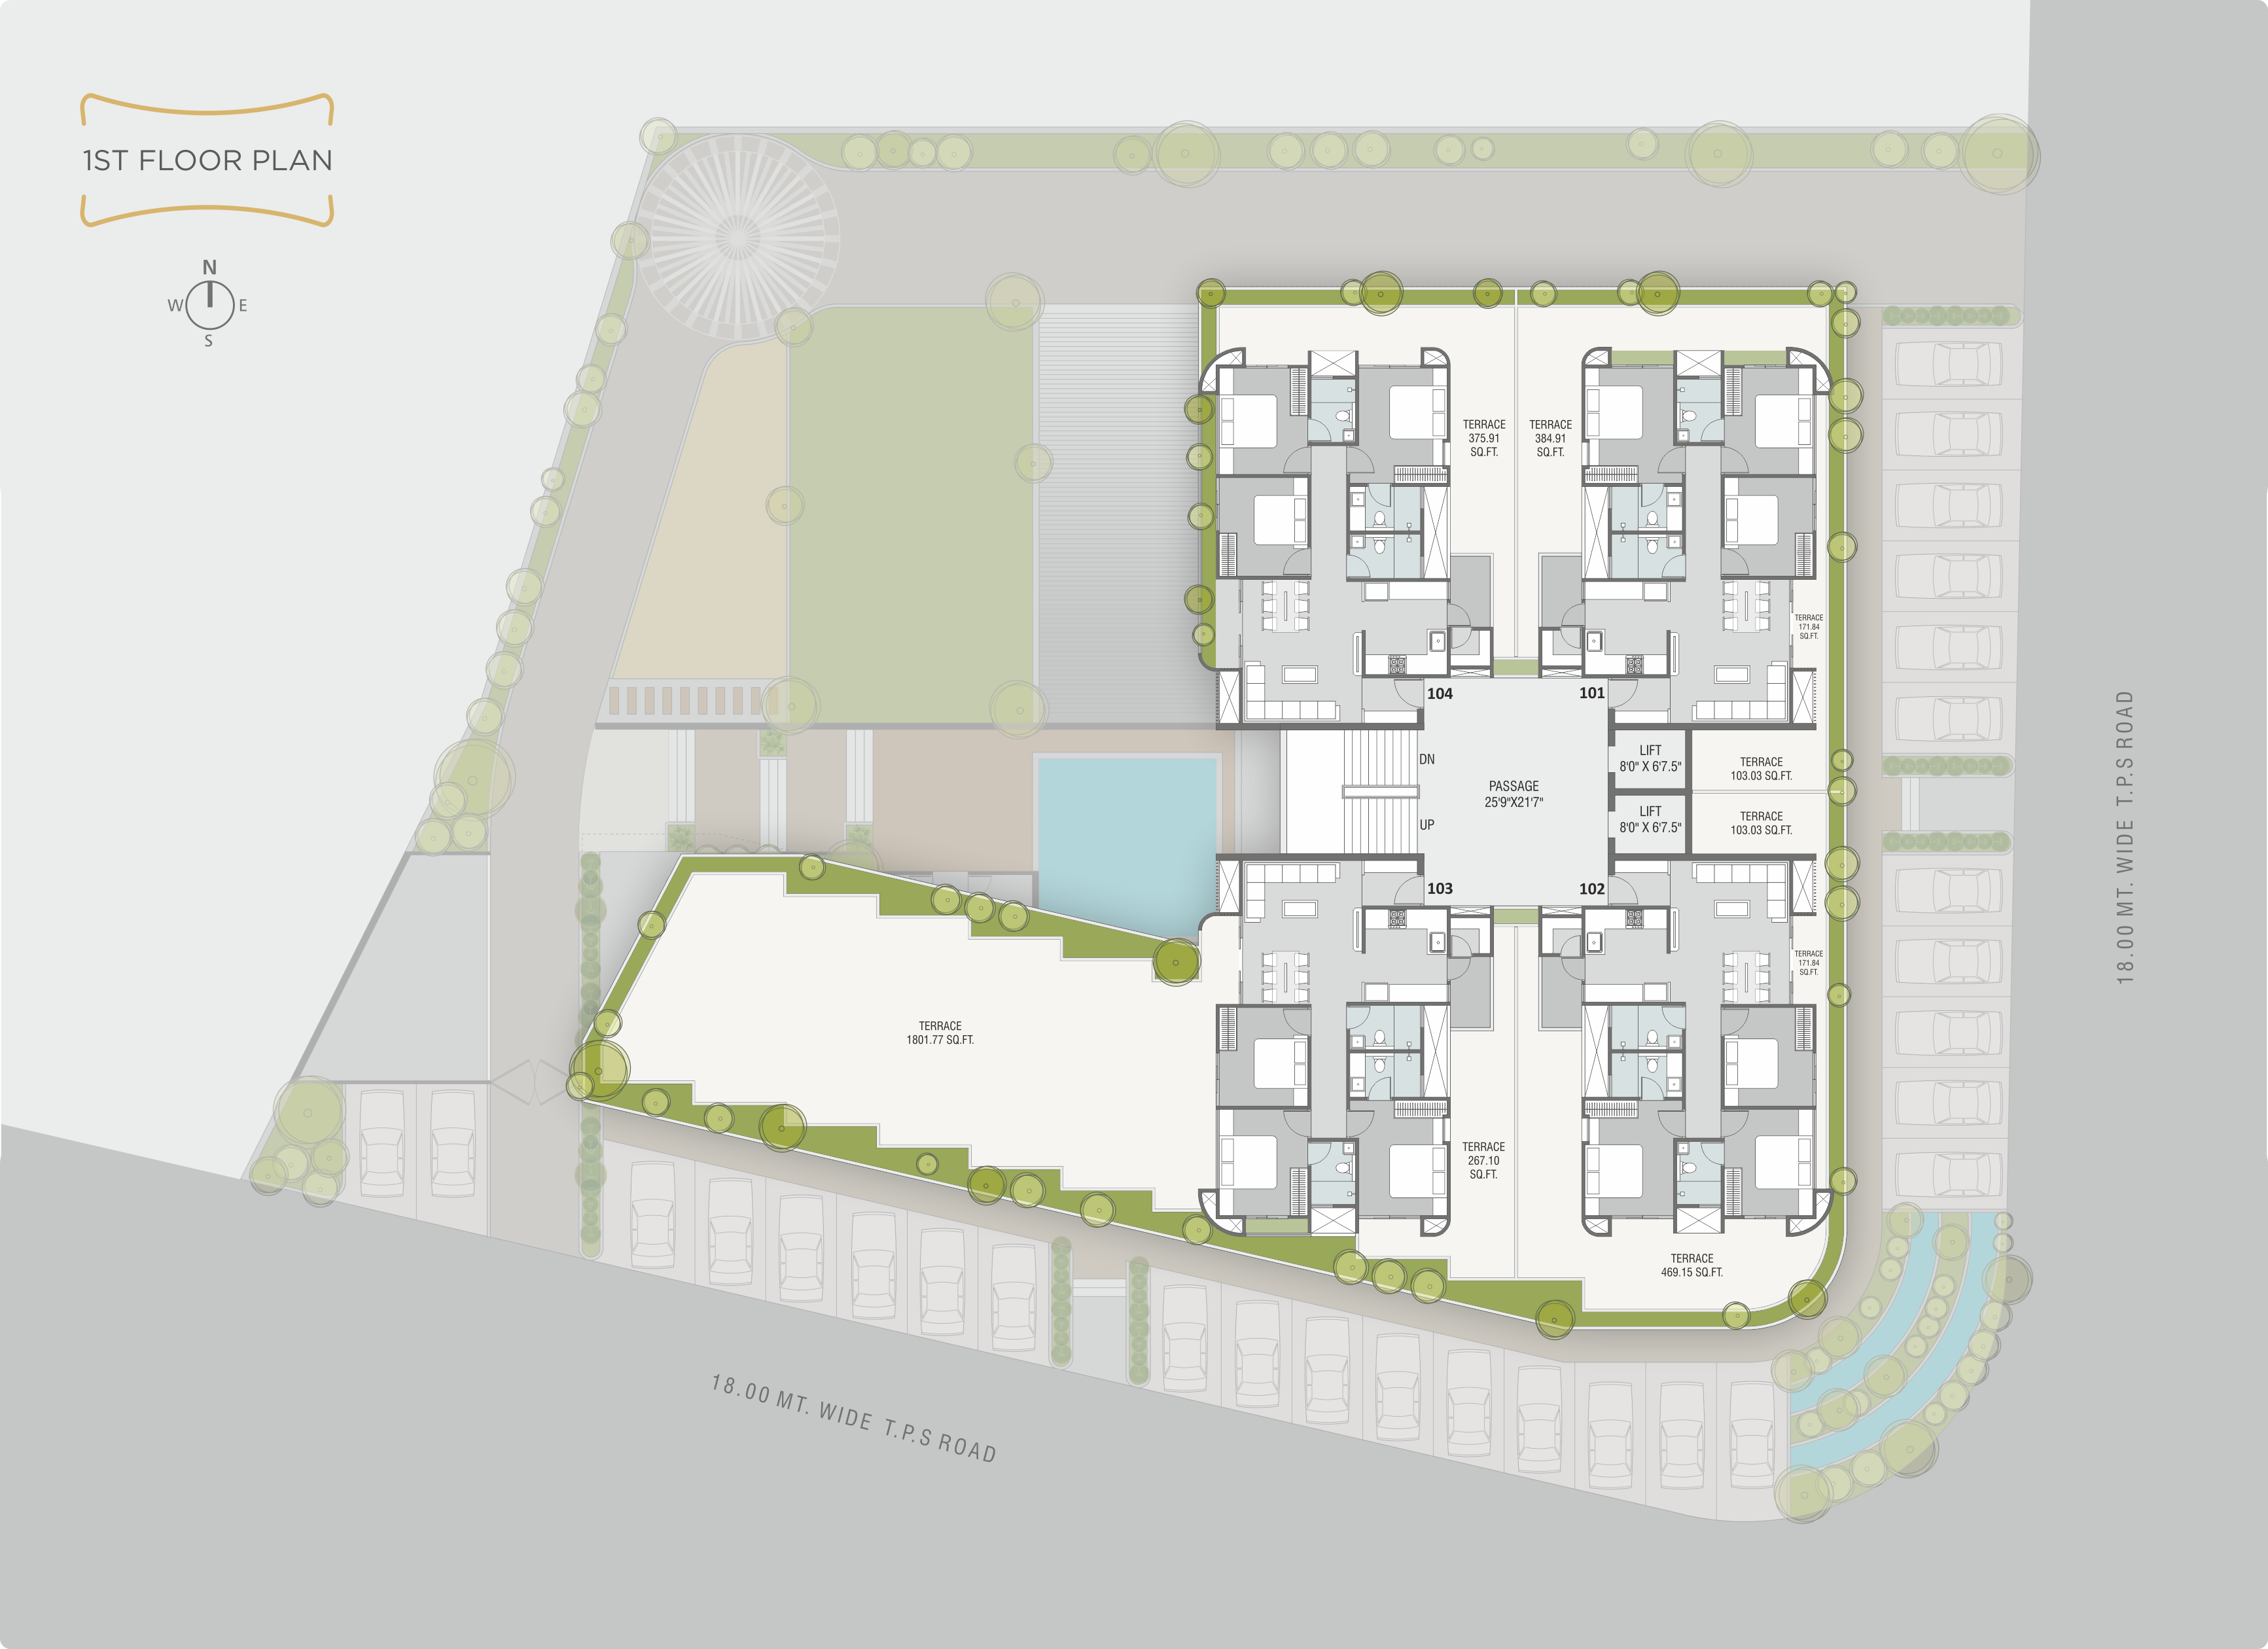 1ST FLOOR PLAN
N
W E
S
TERRACE
375.91
SQ.FT.
TERRACE
384.91
SQ.FT.
TERRACE
171.84
SQ.FT.
104
101
DN
UP
PASSAGE
25'9"X21'7"
LIFT
8'0" X 6'7.5"
LIFT
8'0" X 6'7.5"
TERRACE
103.03 SQ.FT.
TERRACE
103.03 SQ.FT.
103
102
TERRACE
171.84
SQ.FT.
TERRACE
1801.77 SQ.FT.
TERRACE
267.10
SQ.FT.
TERRACE
469.15 SQ.FT.
18.00 MT. WIDE T.P.S ROAD
18.00 MT. WIDE T.P.S ROAD